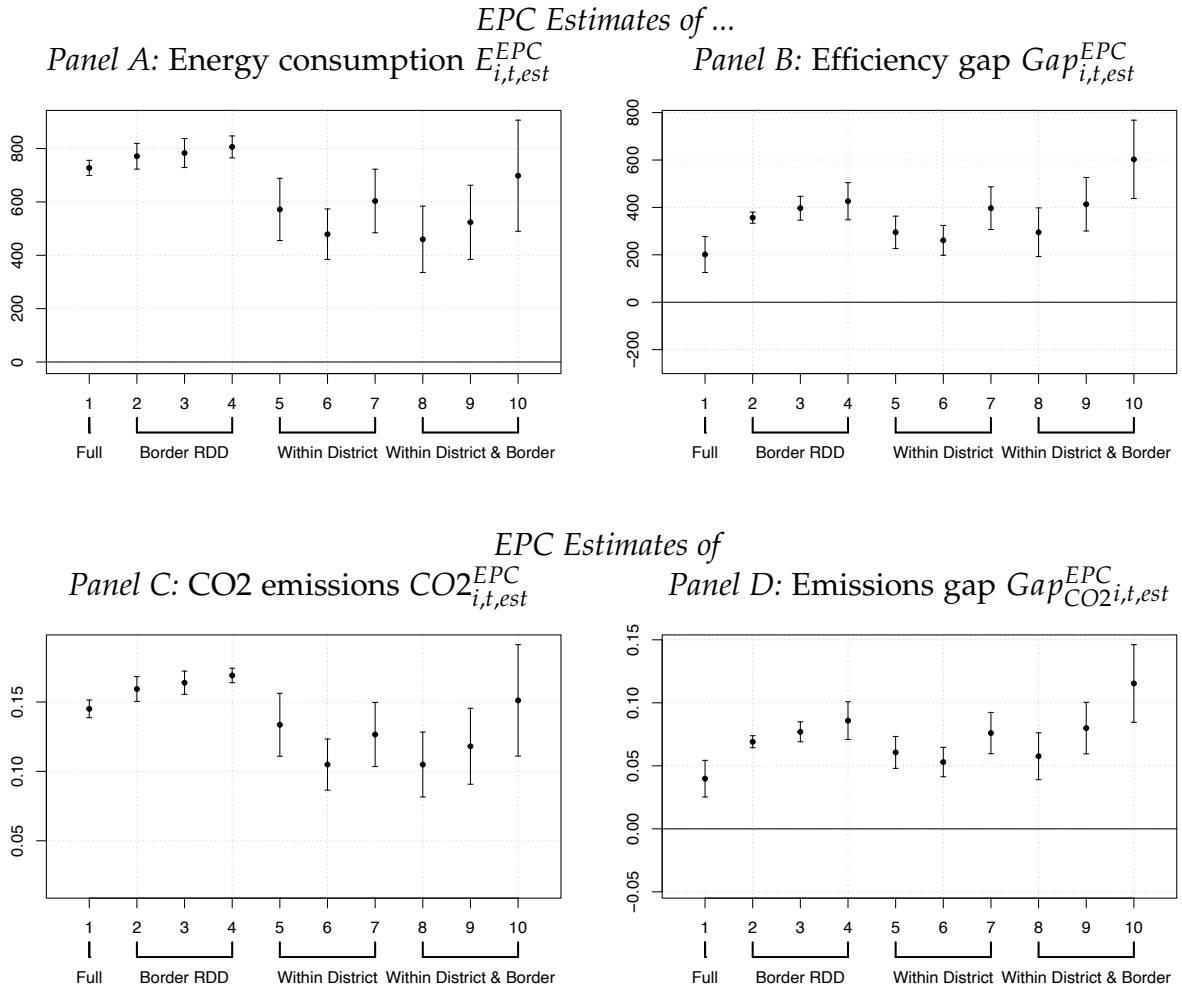 EPC Estimates of ...
Panel A: Energy consumption E^{EPC}_{i,t,est}
Panel B: Efficiency gap Gap^{EPC}_{i,t,est}
800
600
400
200
0
1 2 3 4 5 6 7 8 9 10
Full Border RDD Within District Within District & Border
800
600
400
200
0
−200
1 2 3 4 5 6 7 8 9 10
Full Border RDD Within District Within District & Border
EPC Estimates of
Panel C: CO2 emissions CO2^{EPC}_{i,t,est}
Panel D: Emissions gap Gap^{EPC}_{CO2 i,t,est}
0.15
0.10
0.05
1 2 3 4 5 6 7 8 9 10
Full Border RDD Within District Within District & Border
0.15
0.10
0.05
0.00
−0.05
1 2 3 4 5 6 7 8 9 10
Full Border RDD Within District Within District & Border